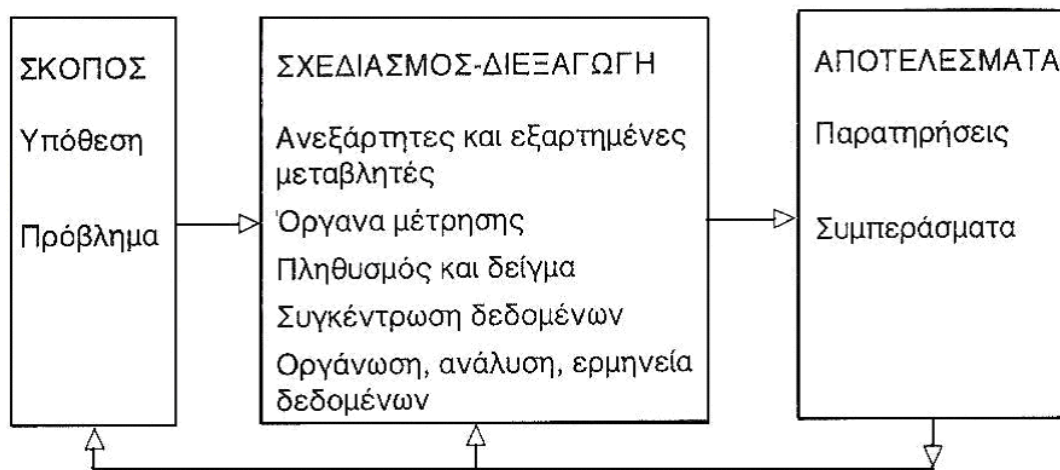 ΣΚΟΠΟΣ
Υπόθεση
Πρόβλημα
ΣΧΕΔΙΑΣΜΟΣ-ΔΙΕΞΑΓΩΓΗ
Ανεξάρτητες και εξαρτημένες
μεταβλητές
Όργανα μέτρησης
Πληθυσμός και δείγμα
Συγκέντρωση δεδομένων
Οργάνωση, ανάλυση, ερμηνεία
δεδομένων
ΑΠΟΤΕΛΕΣΜΑΤΑ
Παρατηρήσεις
Συμπεράσματα